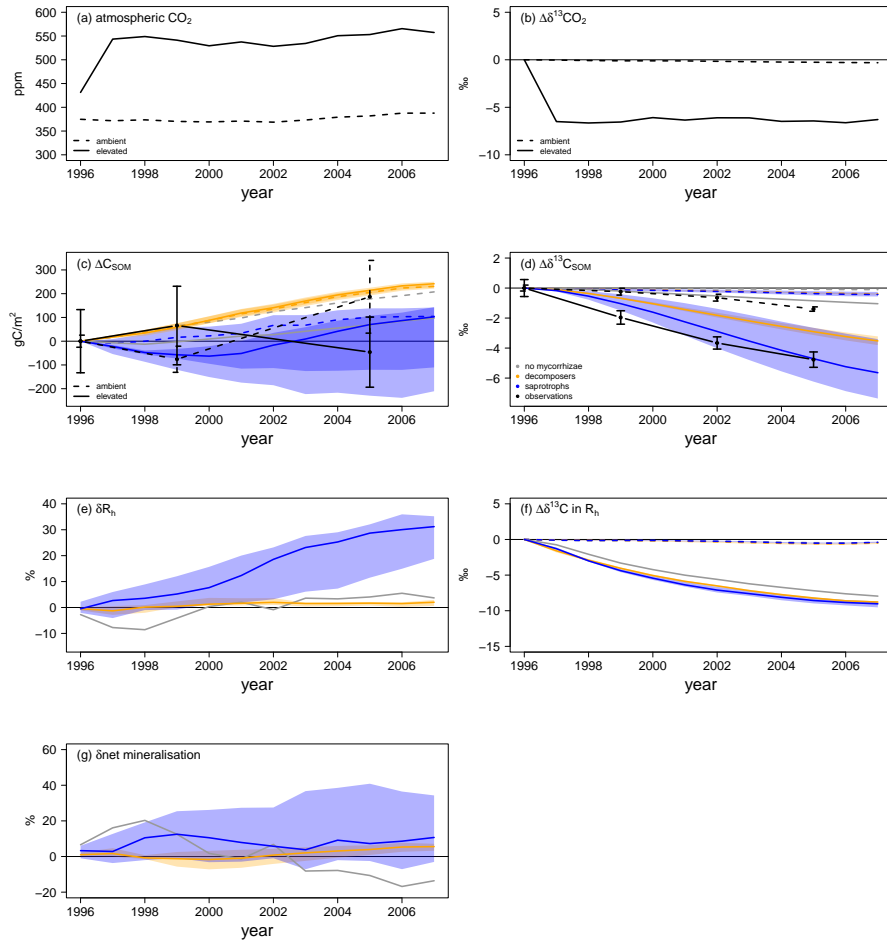 (a) atmospheric CO₂
600
550
500
450
400
350
300
ppm
ambient
elevated
1996 1998 2000 2002 2004 2006
year
(b) Δδ¹³CO₂
5
0
−5
−10
‰
ambient
elevated
1996 1998 2000 2002 2004 2006
year
(c) ΔC_SOM
300
200
100
0
−100
−200
gC/m²
ambient
elevated
1996 1998 2000 2002 2004 2006
year
(d) Δδ¹³C_SOM
2
0
−2
−4
−6
‰
no mycorrhizae
decomposers
saprotrophs
observations
1996 1998 2000 2002 2004 2006
year
(e) δR_h
40
30
20
10
0
−10
%
1996 1998 2000 2002 2004 2006
year
(f) Δδ¹³C in R_h
5
0
−5
−10
−15
‰
1996 1998 2000 2002 2004 2006
year
(g) δnet mineralisation
60
40
20
0
−20
%
1996 1998 2000 2002 2004 2006
year